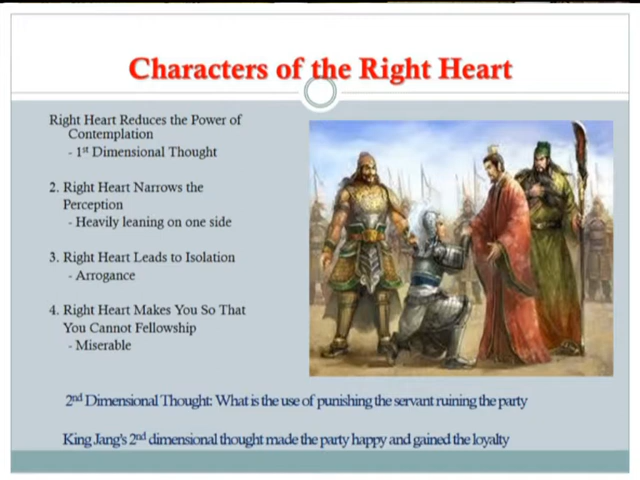 Characters of the Right Heart
Right Heart Reduces the Power of
Contemplation
- 1st Dimensional Thought
2. Right Heart Narrows the
Perception
- Heavily leaning on one side
3. Right Heart Leads to Isolation
- Arrogance
4. Right Heart Makes You So That
You Cannot Fellowship
- Miserable
2nd Dimensional Thought: What is the use of punishing the servant ruining the party
King Jang's 2nd dimensional thought made the party happy and gained the loyalty